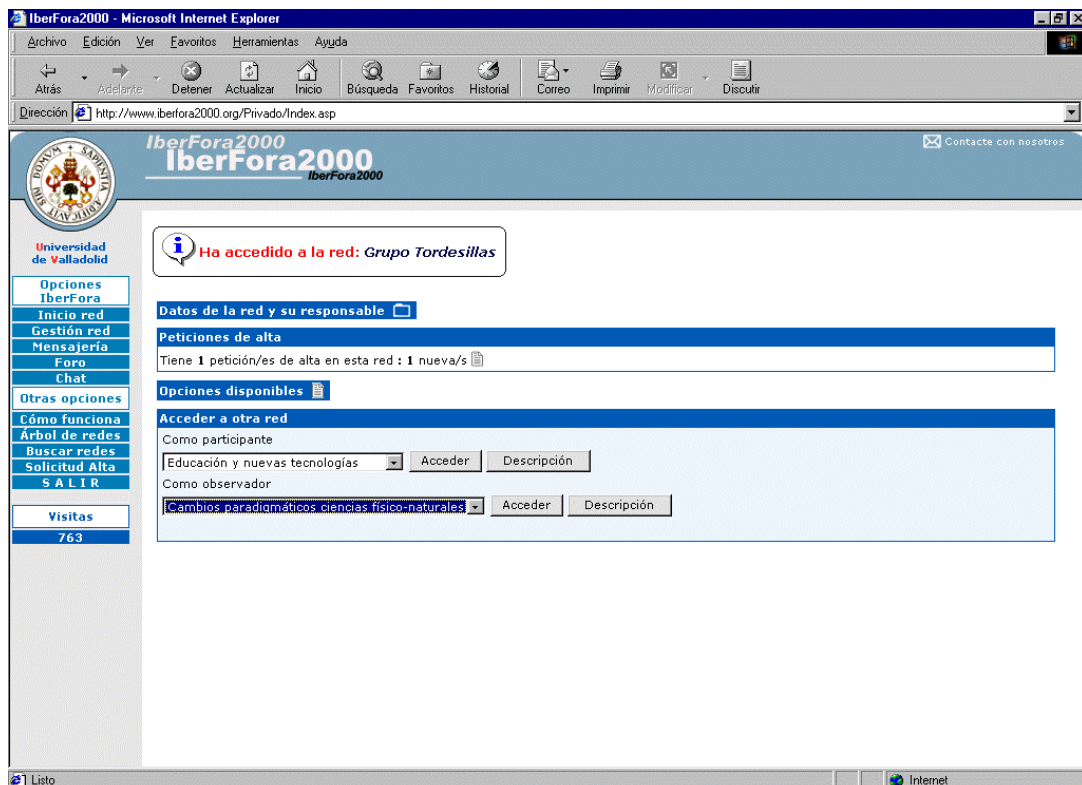 IberFora2000 - Microsoft Internet Explorer
Archivo Edición Ver Favoritos Herramientas Ayuda
Atrás Adelante Detener Actualizar Inicio Búsqueda Favoritos Historial Correo Imprimir Modificar Discutir
Dirección http://www.iberfora2000.org/Privado/Index.asp
IberFora2000
IberFora2000
IberFora2000
Contacte con nosotros
Universidad
de Valladolid
Opciones
IberFora
Inicio red
Gestión red
Mensajería
Foro
Chat
Otras opciones
Cómo funciona
Árbol de redes
Buscar redes
Solicitud Alta
S A L I R
Visitas
763
Ha accedido a la red: Grupo Tordesillas
Datos de la red y su responsable
Peticiones de alta
Tiene 1 petición/es de alta en esta red : 1 nueva/s
Opciones disponibles
Acceder a otra red
Como participante
Educación y nuevas tecnologías Acceder Descripción
Como observador
Cambios paradigmáticos ciencias físico-naturales Acceder Descripción
Listo Internet